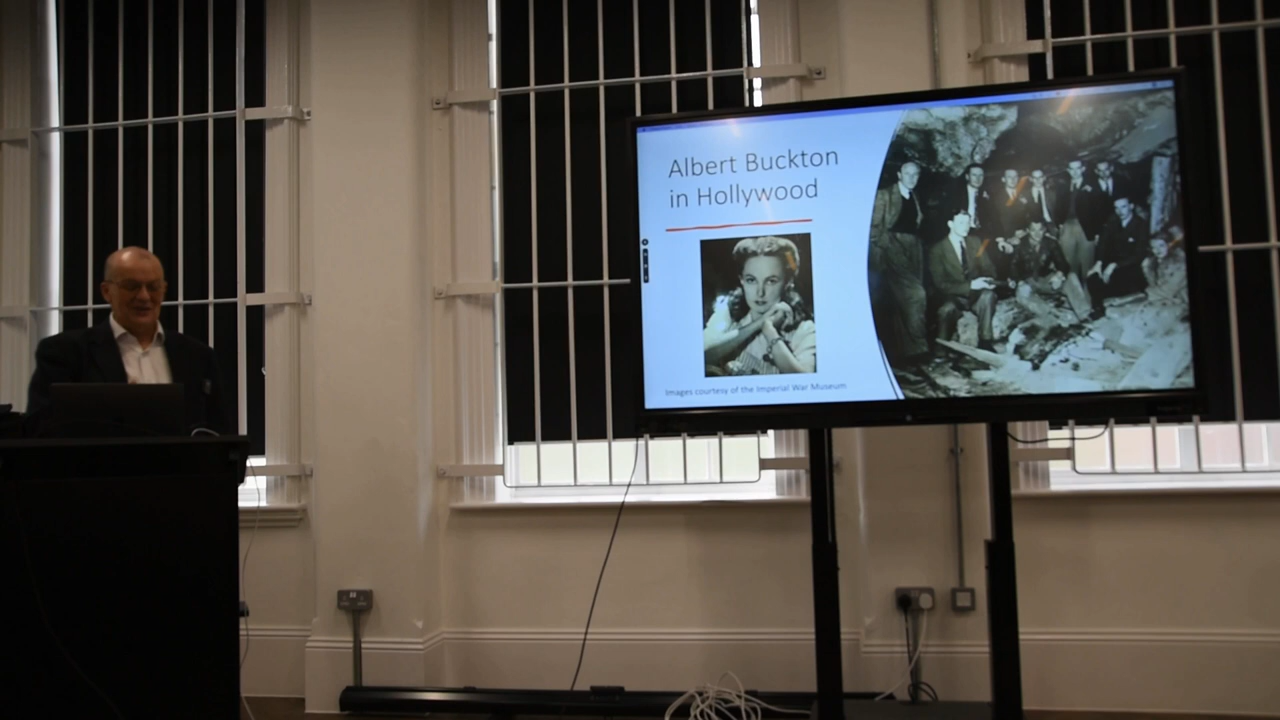 Albert Buckton
in Hollywood
Images courtesy of the Imperial War Museum